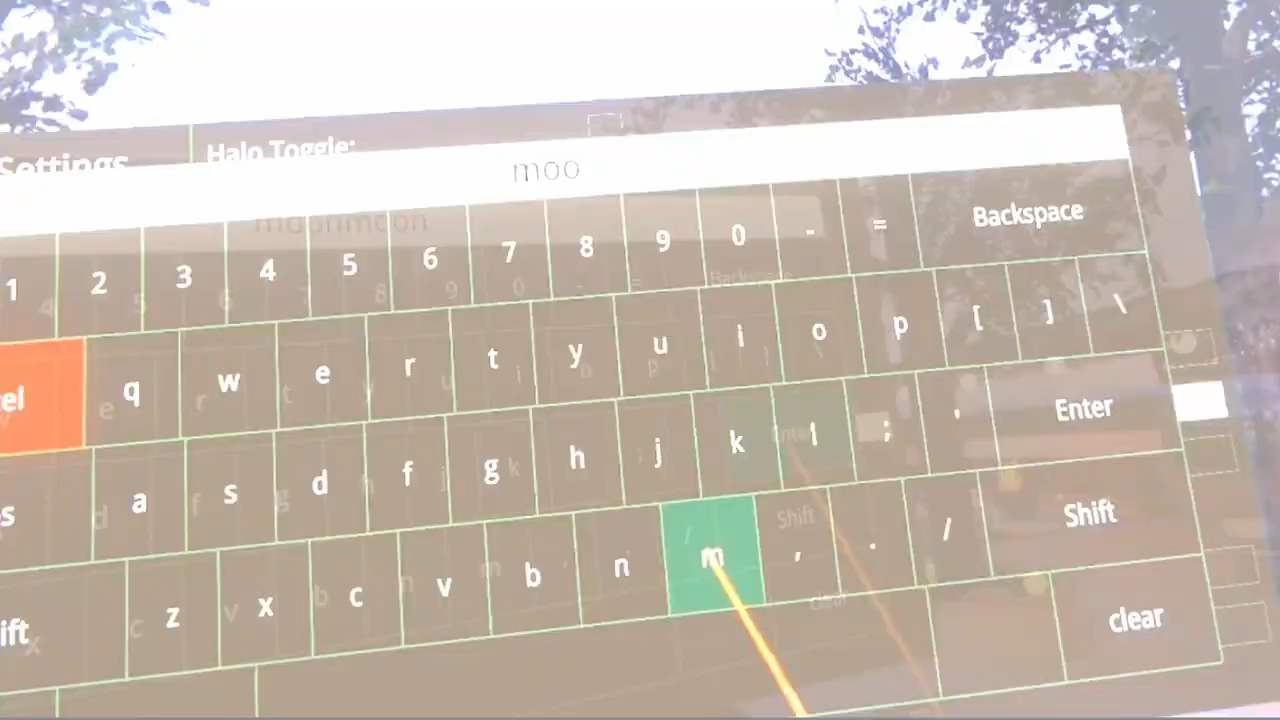 Settings
Halo Toggle:
moo
moonmoon
1 2 3 4 5 6 7 8 9 0 - = Backspace
q w e r t y u i o p [ ] \
a s d f g h j k l ; ' Enter
z x c v b n m , . / Shift
clear